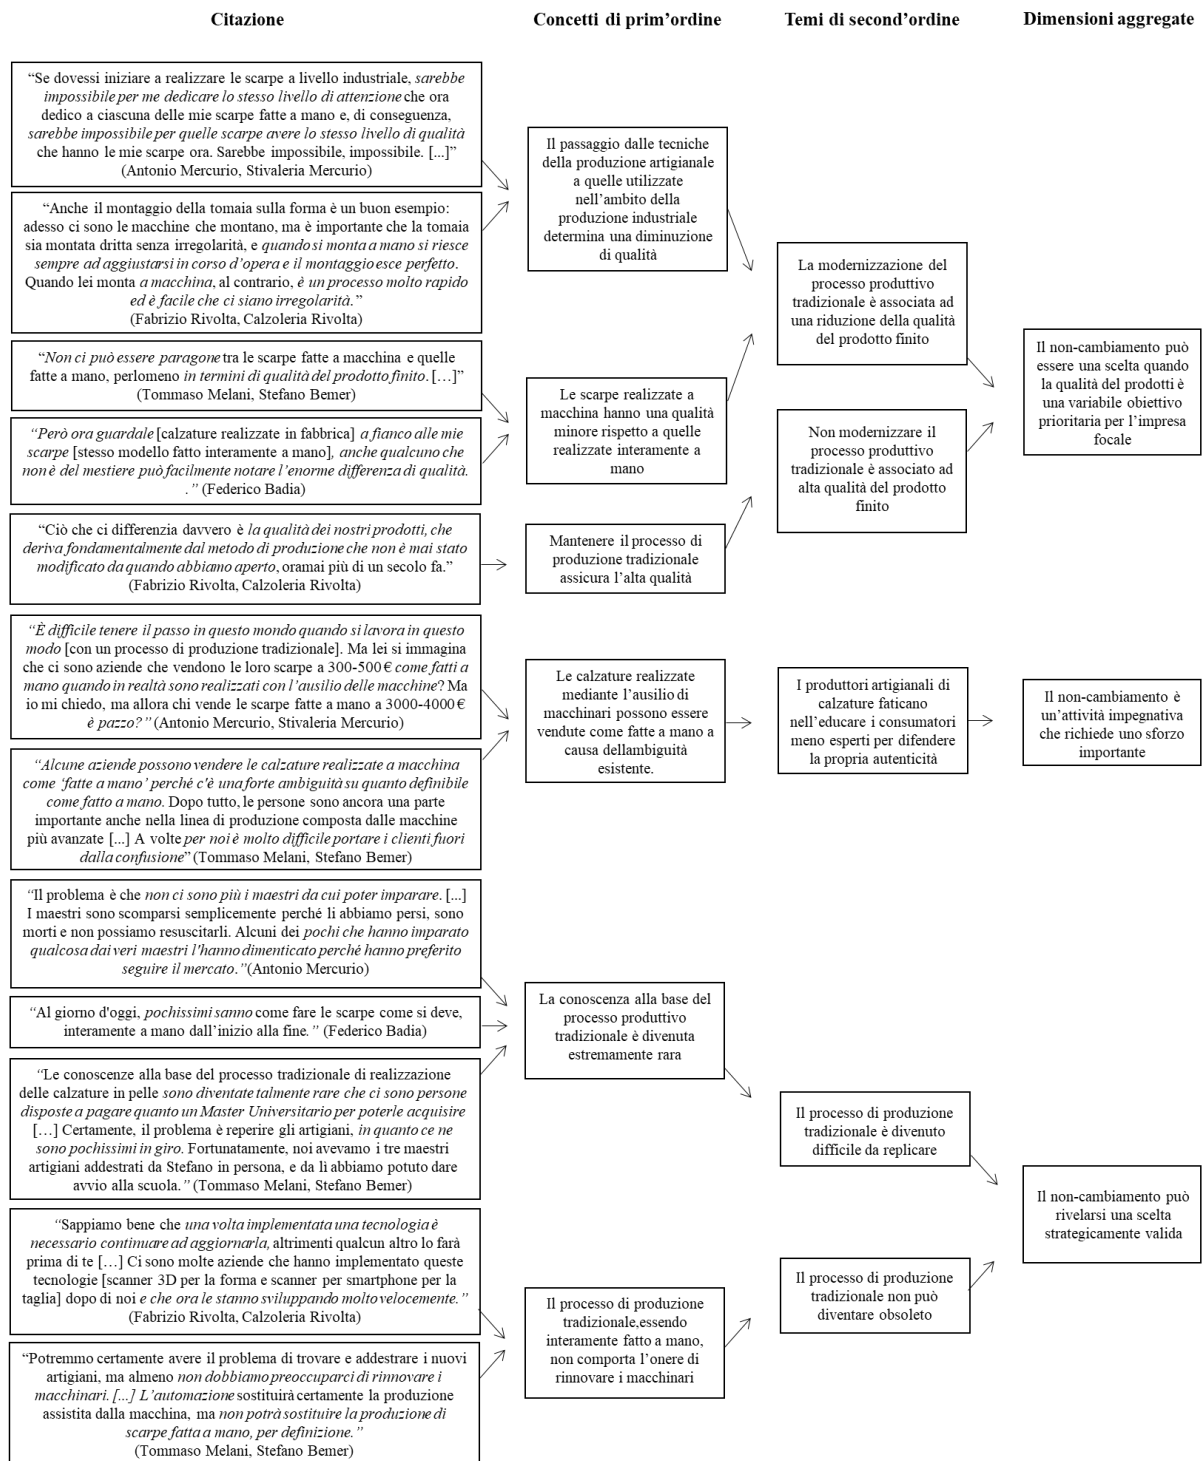 Citazione
Concetti di prim’ordine
Temi di second’ordine
Dimensioni aggregate
“Se dovessi iniziare a realizzare le scarpe a livello industriale, sarebbe
impossibile per me dedicare lo stesso livello di attenzione che ora
dedico a ciascuna delle mie scarpe fatte a mano e, di conseguenza,
sarebbe impossibile per quelle scarpe avere lo stesso livello di qualità
che hanno le mie scarpe ora. Sarebbe impossibile, impossibile. [...]”
(Antonio Mercurio, Stivaleria Mercurio)
“Anche il montaggio della tomaia sulla forma è un buon esempio:
adesso ci sono le macchine che montano, ma è importante che la tomaia
sia montata dritta senza irregolarità, e quando si monta a mano si riesce
sempre ad aggiustarsi in corso d’opera e il montaggio esce perfetto.
Quando lei monta a macchina, al contrario, è un processo molto rapido
ed è facile che ci siano irregolarità.”
(Fabrizio Rivolta, Calzoleria Rivolta)
“Non ci può essere paragone tra le scarpe fatte a macchina e quelle
fatte a mano, perlomeno in termini di qualità del prodotto finito. […]”
(Tommaso Melani, Stefano Bemer)
“Però ora guardale [calzature realizzate in fabbrica] a fianco alle mie
scarpe [stesso modello fatto interamente a mano], anche qualcuno che
non è del mestiere può facilmente notare l’enorme differenza di qualità.
.” (Federico Badia)
“Ciò che ci differenzia davvero è la qualità dei nostri prodotti, che
deriva fondamentalmente dal metodo di produzione che non è mai stato
modificato da quando abbiamo aperto, oramai più di un secolo fa.”
(Fabrizio Rivolta, Calzoleria Rivolta)
“È difficile tenere il passo in questo mondo quando si lavora in questo
modo [con un processo di produzione tradizionale]. Ma lei si immagina
che ci sono aziende che vendono le loro scarpe a 300-500 € come fatti a
mano quando in realtà sono realizzati con l’ausilio delle macchine? Ma
io mi chiedo, ma allora chi vende le scarpe fatte a mano a 3000-4000 €
è pazzo?” (Antonio Mercurio, Stivaleria Mercurio)
“Alcune aziende possono vendere le calzature realizzate a macchina
come ‘fatte a mano’ perché c'è una forte ambiguità su quanto definibile
come fatto a mano. Dopo tutto, le persone sono ancora una parte
importante anche nella linea di produzione composta dalle macchine
più avanzate [...] A volte per noi è molto difficile portare i clienti fuori
dalla confusione” (Tommaso Melani, Stefano Bemer)
“Il problema è che non ci sono più i maestri da cui poter imparare. [...]
I maestri sono scomparsi semplicemente perché li abbiamo persi, sono
morti e non possiamo resuscitarli. Alcuni dei pochi che hanno imparato
qualcosa dai veri maestri l'hanno dimenticato perché hanno preferito
seguire il mercato.”(Antonio Mercurio)
“Al giorno d'oggi, pochissimi sanno come fare le scarpe come si deve,
interamente a mano dall’inizio alla fine.” (Federico Badia)
“Le conoscenze alla base del processo tradizionale di realizzazione
delle calzature in pelle sono diventate talmente rare che ci sono persone
disposte a pagare quanto un Master Universitario per poterle acquisire
[…] Certamente, il problema è reperire gli artigiani, in quanto ce ne
sono pochissimi in giro. Fortunatamente, noi avevamo i tre maestri
artigiani addestrati da Stefano in persona, e da lì abbiamo potuto dare
avvio alla scuola.” (Tommaso Melani, Stefano Bemer)
“Sappiamo bene che una volta implementata una tecnologia è
necessario continuare ad aggiornarla, altrimenti qualcun altro lo farà
prima di te […] Ci sono molte aziende che hanno implementato queste
tecnologie [scanner 3D per la forma e scanner per smartphone per la
taglia] dopo di noi e che ora le stanno sviluppando molto velocemente.”
(Fabrizio Rivolta, Calzoleria Rivolta)
“Potremmo certamente avere il problema di trovare e addestrare i nuovi
artigiani, ma almeno non dobbiamo preoccuparci di rinnovare i
macchinari. [...] L’automazione sostituirà certamente la produzione
assistita dalla macchina, ma non potrà sostituire la produzione di
scarpe fatta a mano, per definizione.”
(Tommaso Melani, Stefano Bemer)
Il passaggio dalle tecniche
della produzione artigianale
a quelle utilizzate
nell’ambito della
produzione industriale
determina una diminuzione
di qualità
Le scarpe realizzate a
macchina hanno una qualità
minore rispetto a quelle
realizzate interamente a
mano
Mantenere il processo di
produzione tradizionale
assicura l’alta qualità
Le calzature realizzate
mediante l’ausilio di
macchinari possono essere
vendute come fatte a mano a
causa dellambiguità
esistente.
La conoscenza alla base del
processo produttivo
tradizionale è divenuta
estremamente rara
Il processo di produzione
tradizionale,essendo
interamente fatto a mano,
non comporta l’onere di
rinnovare i macchinari
La modernizzazione del
processo produttivo
tradizionale è associata ad
una riduzione della qualità
del prodotto finito
Non modernizzare il
processo produttivo
tradizionale è associato ad
alta qualità del prodotto
finito
I produttori artigianali di
calzature faticano
nell’educare i consumatori
meno esperti per difendere
la propria autenticità
Il processo di produzione
tradizionale è divenuto
difficile da replicare
Il processo di produzione
tradizionale non può
diventare obsoleto
Il non-cambiamento può
essere una scelta quando
la qualità del prodotti è
una variabile obiettivo
prioritaria per l’impresa
focale
Il non-cambiamento è
un’attività impegnativa
che richiede uno sforzo
importante
Il non-cambiamento può
rivelarsi una scelta
strategicamente valida